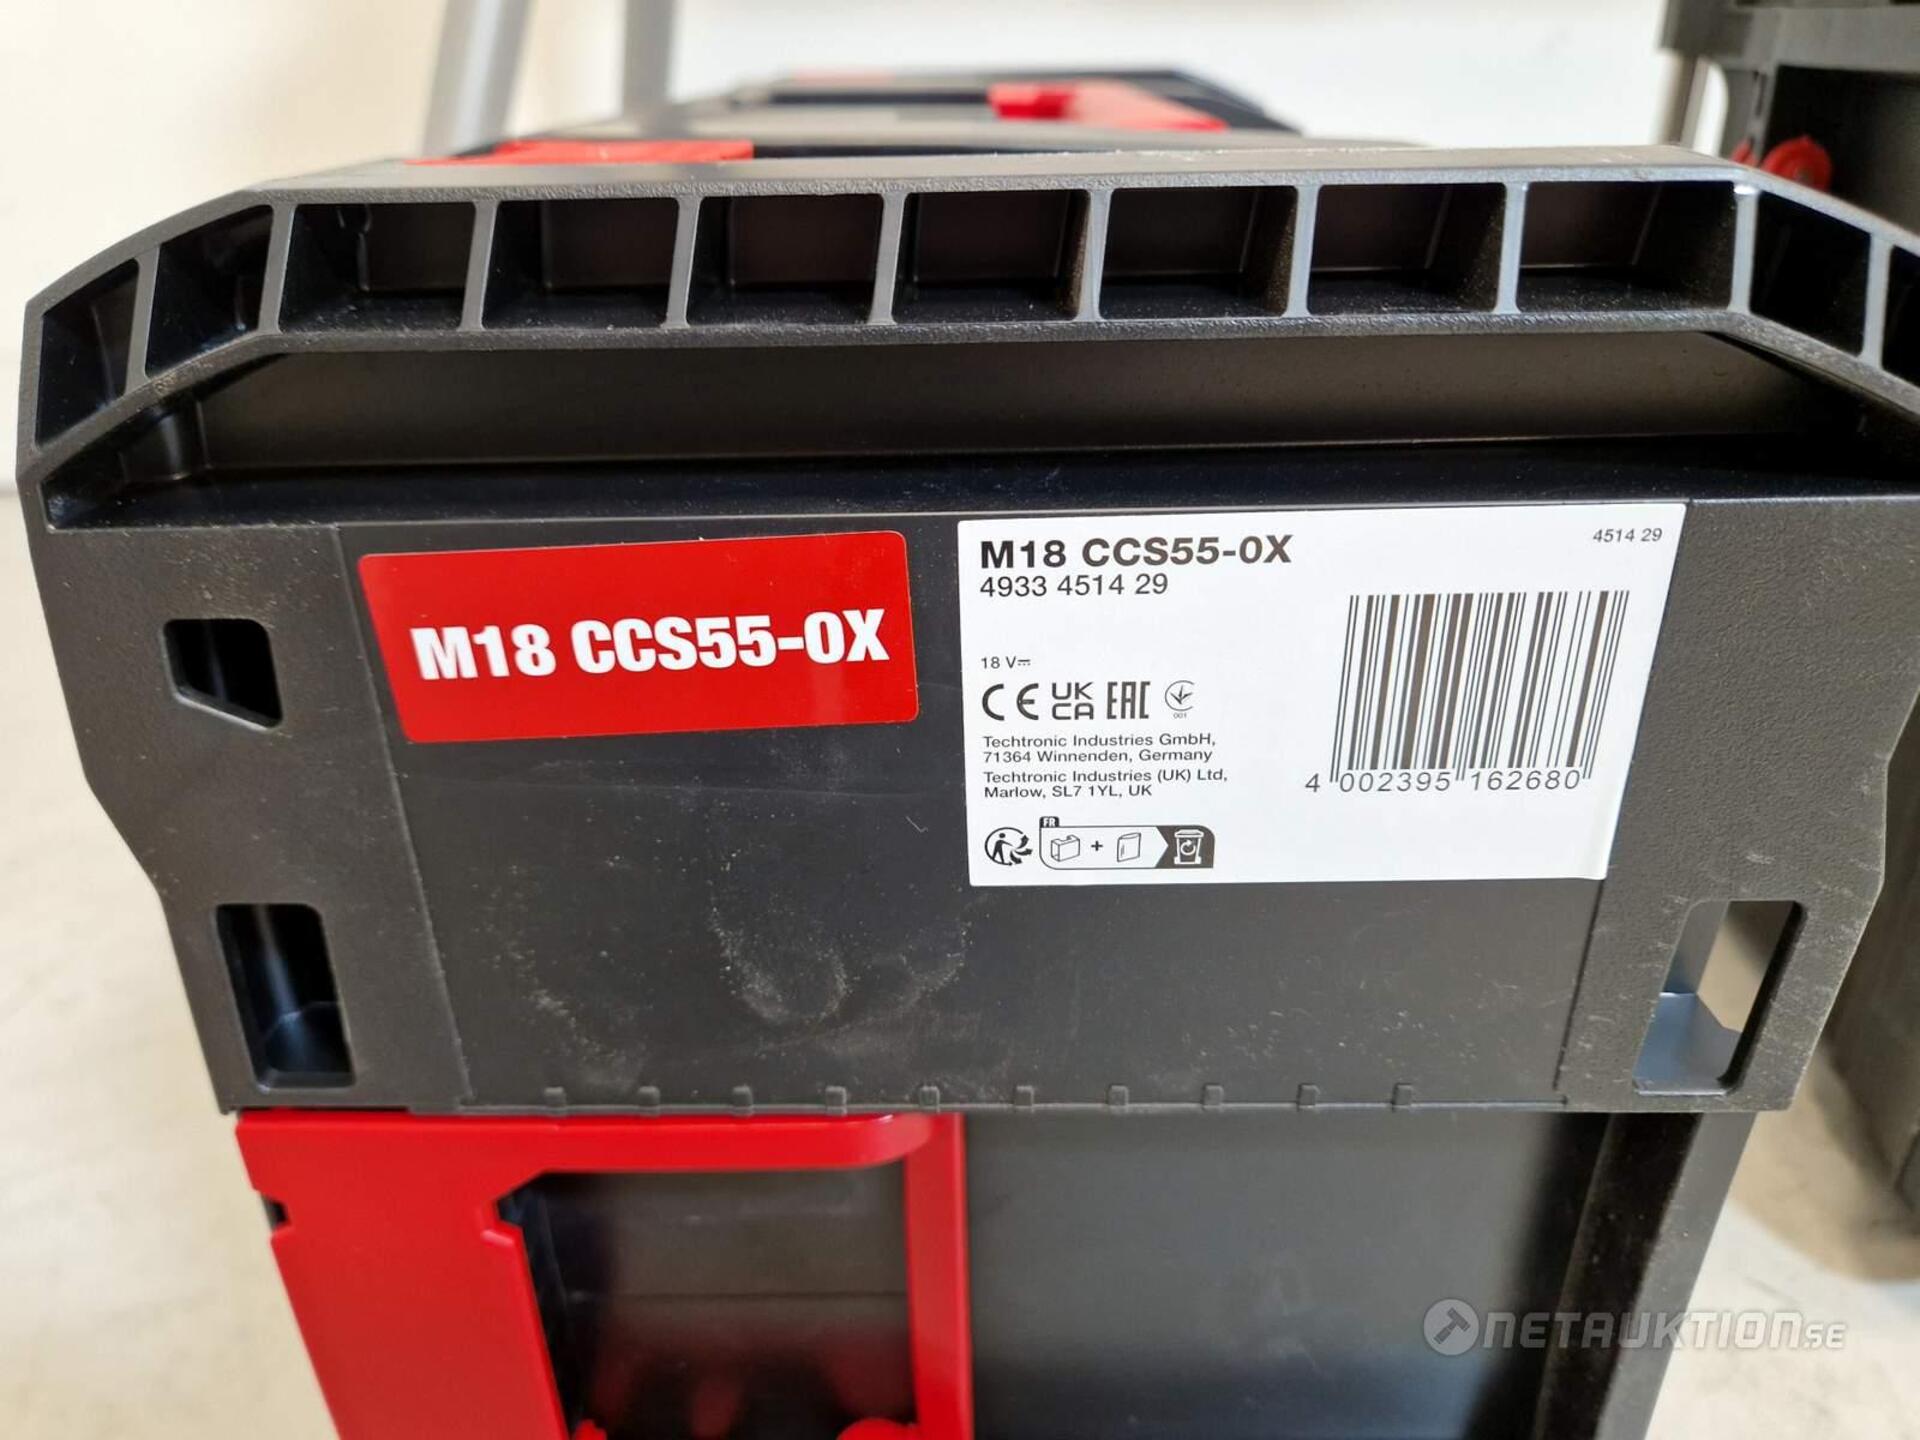 M18 CCS55-0X
M18 CCS55-0X
4514 29
4933 4514 29
18 V⎓
CE UK CA EAC
001
Techtronic Industries GmbH,
71364 Winnenden, Germany
Techtronic Industries (UK) Ltd,
Marlow, SL7 1YL, UK
FR
+
4 002395 162680
NETAUKTION.SE